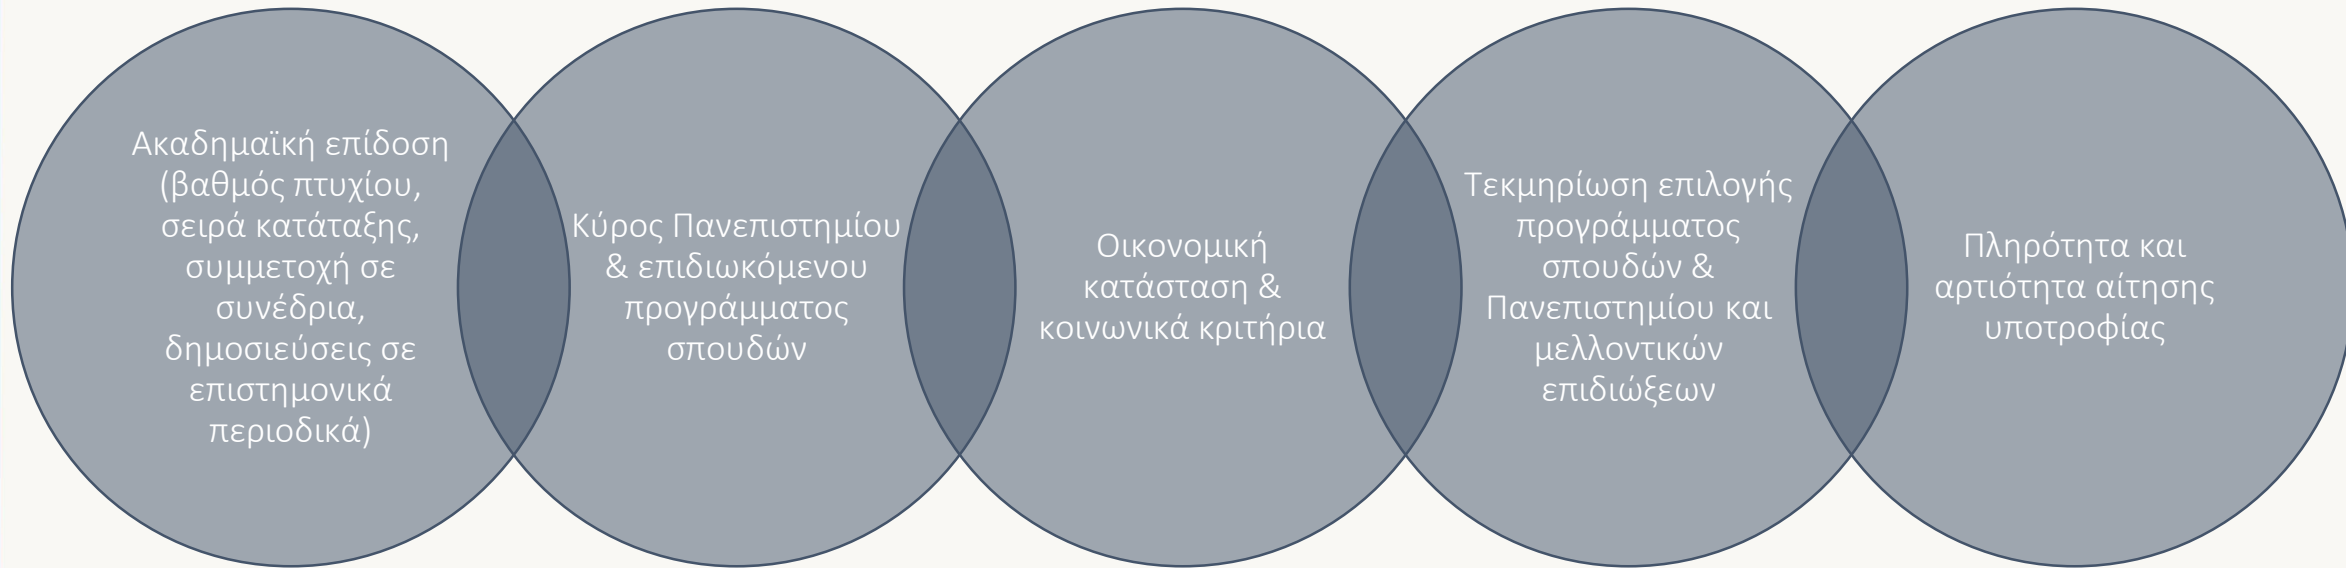 Ακαδημαϊκή επίδοση
(βαθμός πτυχίου,
σειρά κατάταξης,
συμμετοχή σε
συνέδρια,
δημοσιεύσεις σε
επιστημονικά
περιοδικά)
Κύρος Πανεπιστημίου
& επιδιωκόμενου
προγράμματος
σπουδών
Οικονομική
κατάσταση &
κοινωνικά κριτήρια
Τεκμηρίωση επιλογής
προγράμματος
σπουδών &
Πανεπιστημίου και
μελλοντικών
επιδιώξεων
Πληρότητα και
αρτιότητα αίτησης
υποτροφίας